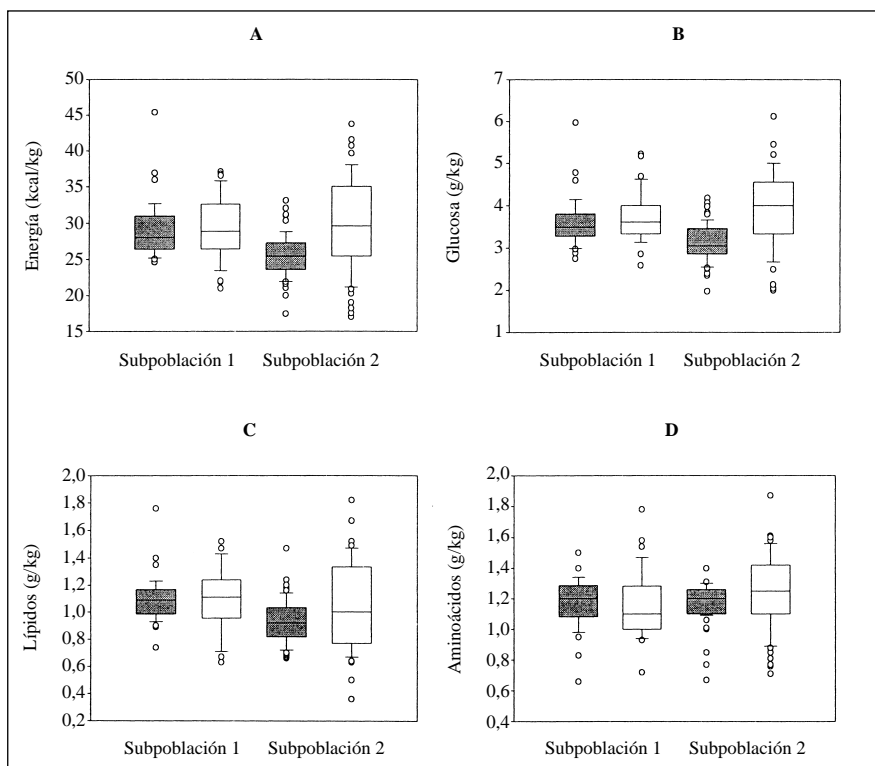 A
Energía (kcal/kg)
50
45
40
35
30
25
20
15
Subpoblación 1 Subpoblación 2
B
Glucosa (g/kg)
7
6
5
4
3
2
1
Subpoblación 1 Subpoblación 2
C
Lípidos (g/kg)
2,0
1,8
1,6
1,4
1,2
1,0
0,8
0,6
0,4
0,2
Subpoblación 1 Subpoblación 2
D
Aminoácidos (g/kg)
2,0
1,8
1,6
1,4
1,2
1,0
0,8
0,6
0,4
Subpoblación 1 Subpoblación 2